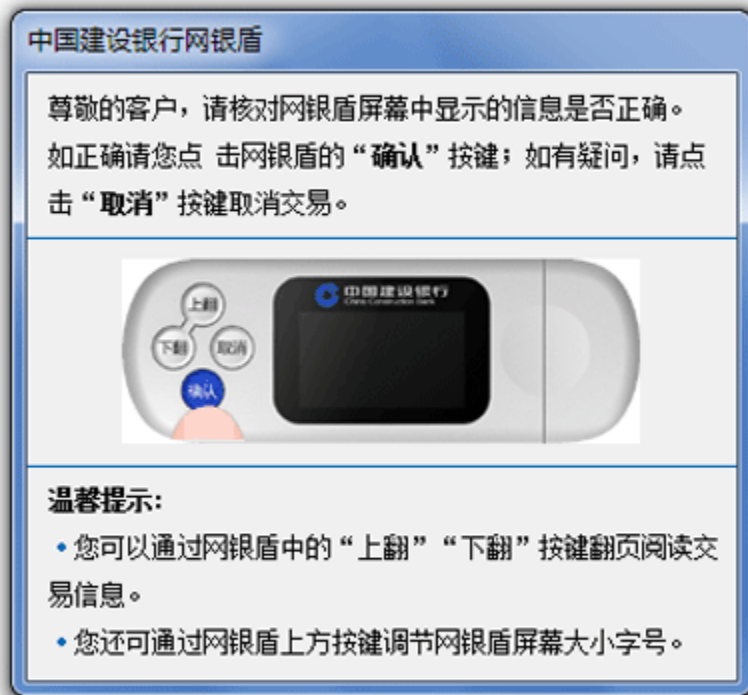 中国建设银行网银盾
尊敬的客户，请核对网银盾屏幕中显示的信息是否正确。
如正确请您点 击网银盾的“确认”按键；如有疑问，请点
击“取消”按键取消交易。
中国建设银行
China Construction Bank
上翻
下翻 取消
确认
温馨提示:
•您可以通过网银盾中的“上翻”“下翻”按键翻页阅读交
易信息。
•您还可通过网银盾上方按键调节网银盾屏幕大小字号。